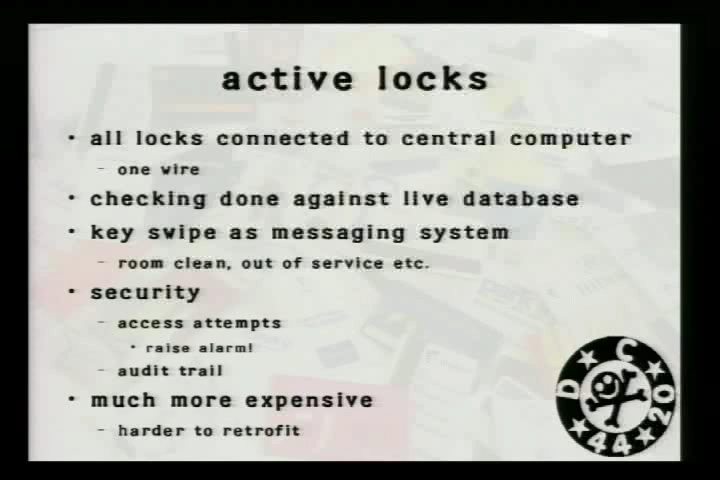 active locks
• all locks connected to central computer
– one wire
• checking done against live database
• key swipe as messaging system
– room clean, out of service etc.
• security
– access attempts
• raise alarm!
– audit trail
• much more expensive
– harder to retrofit
DC4420